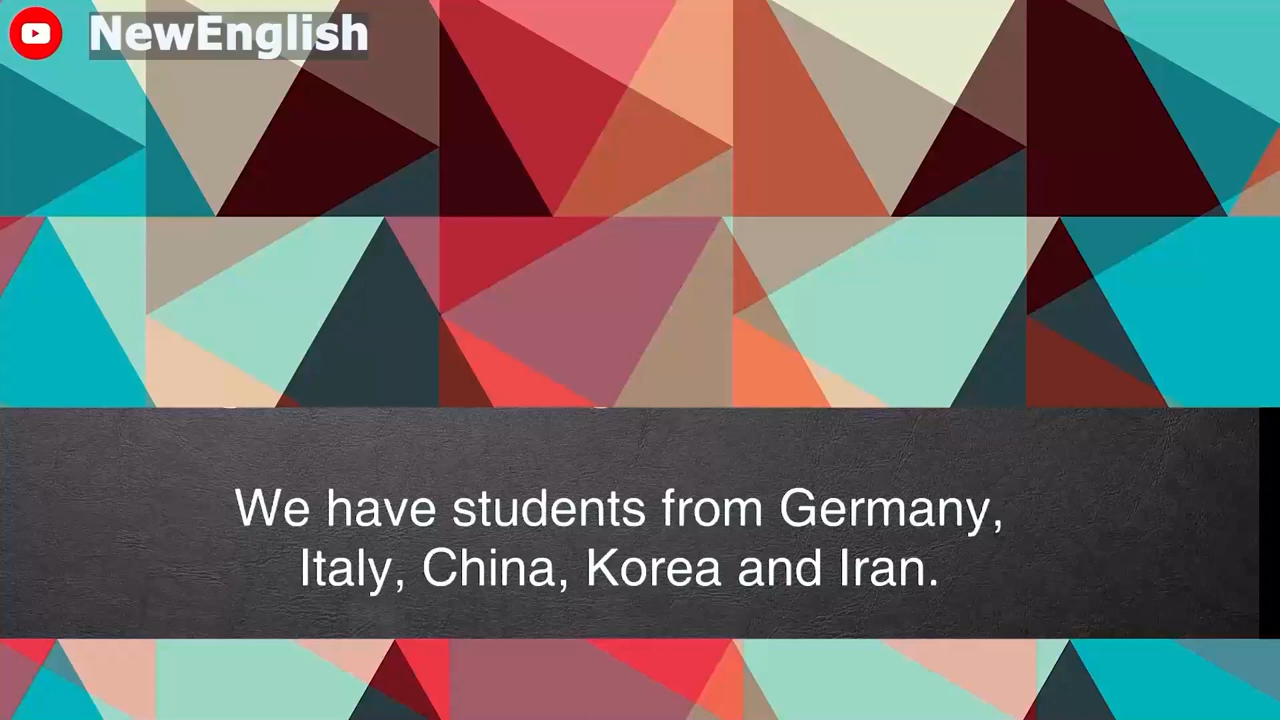 NewEnglish
We have students from Germany,
Italy, China, Korea and Iran.